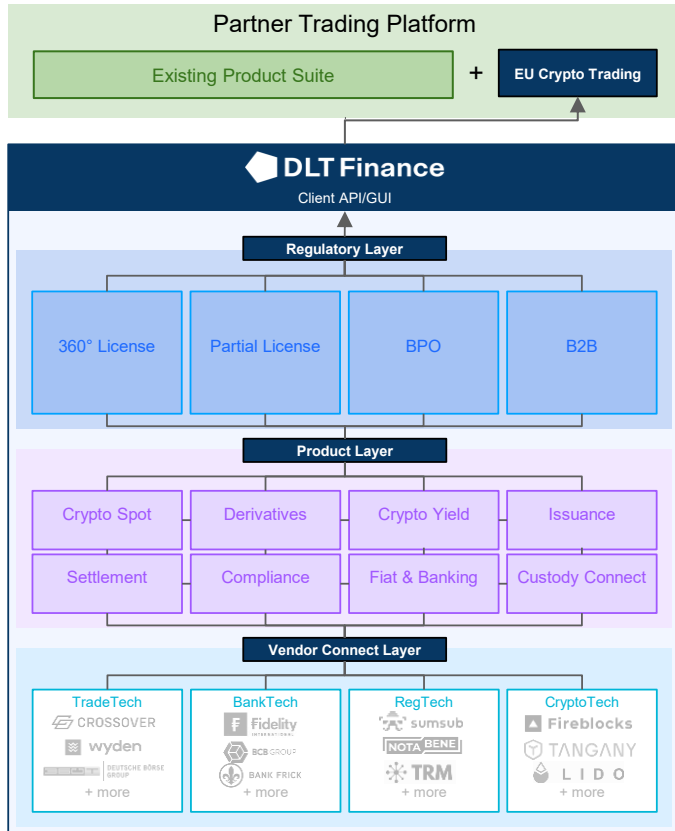 Partner Trading Platform
Existing Product Suite
+
EU Crypto Trading
DLT Finance
Client API/GUI
Regulatory Layer
360° License
Partial License
BPO
B2B
Product Layer
Crypto Spot
Derivatives
Crypto Yield
Issuance
Settlement
Compliance
Fiat & Banking
Custody Connect
Vendor Connect Layer
TradeTech
CROSSOVER
wyden
DEUTSCHE BÖRSE
GROUP
+ more
BankTech
Fidelity
INTERNATIONAL
BCB GROUP
BANK FRICK
+ more
RegTech
sumsub
NOTA BENE
TRM
+ more
CryptoTech
Fireblocks
TANGANY
LIDO
+ more